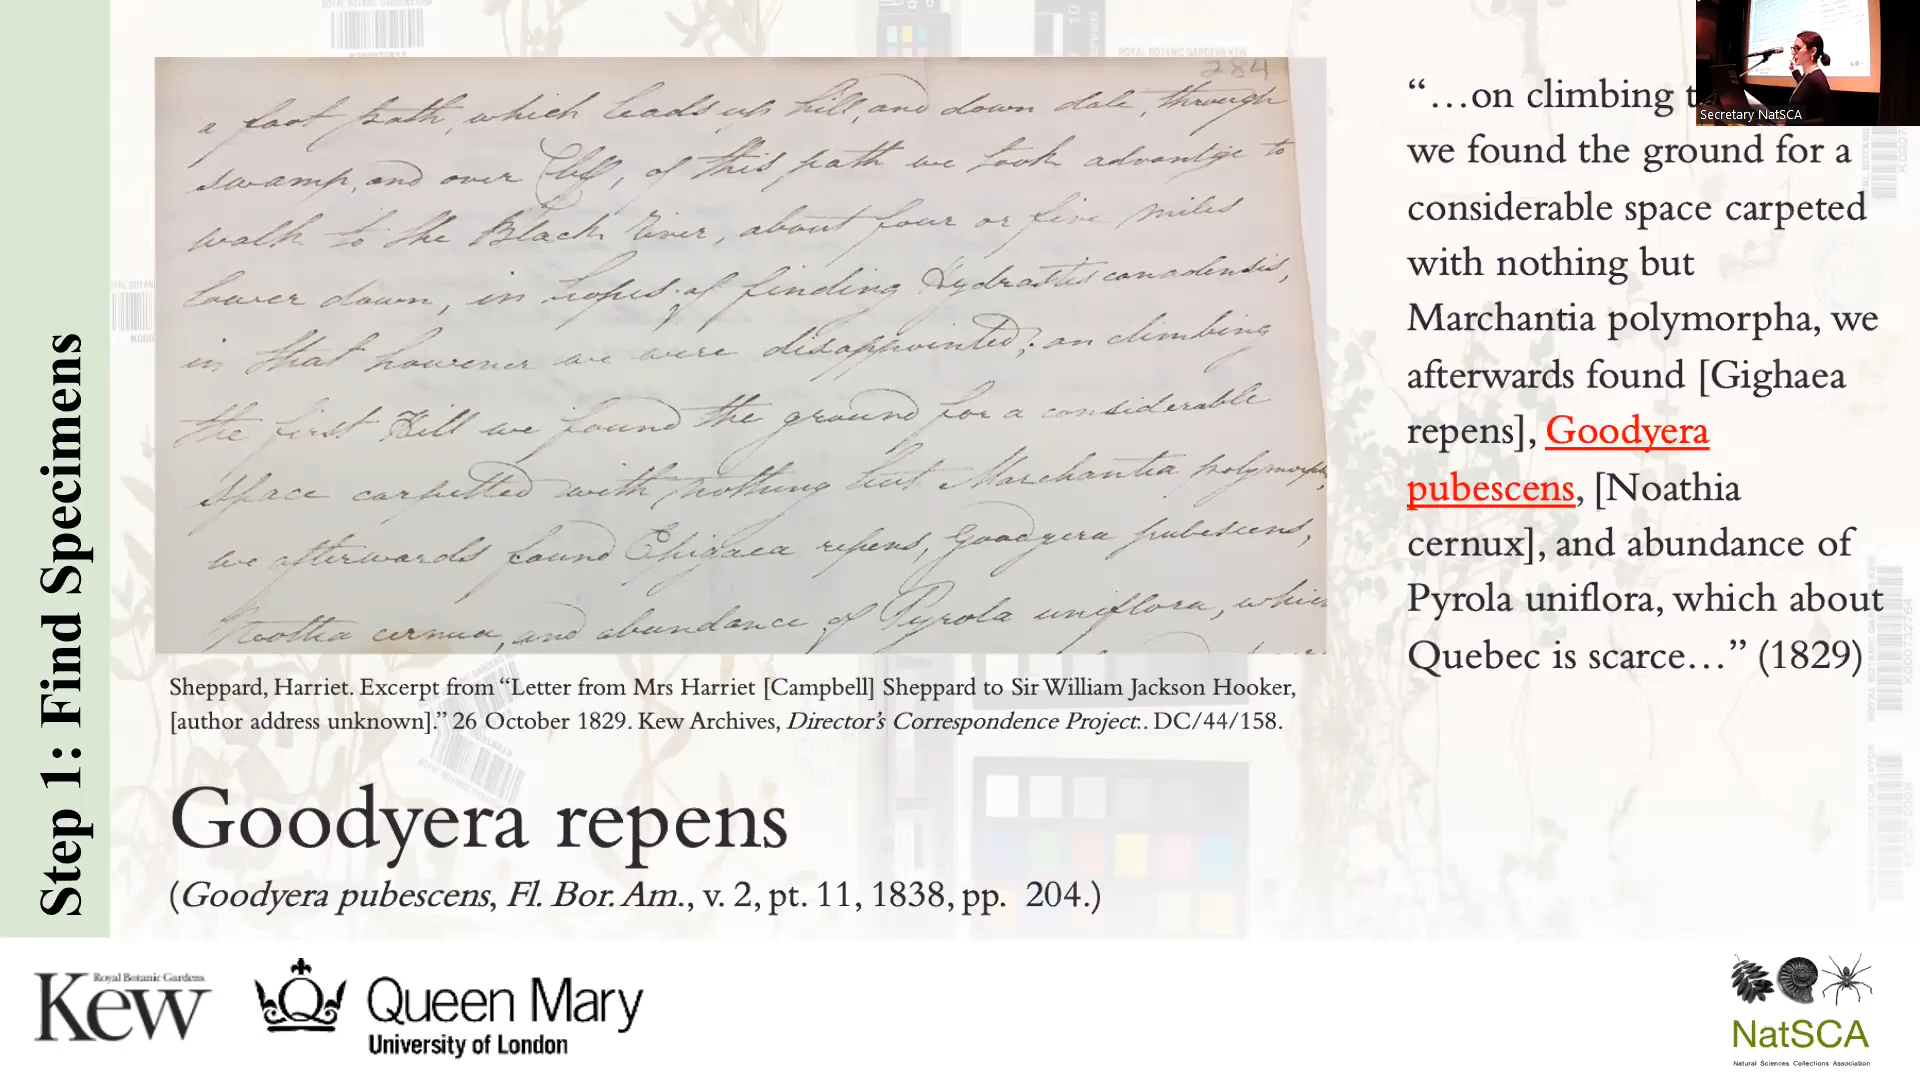 Step 1: Find Specimens
284
a foot path, which leads up hill, and down dale, through
swamp, and over Cliff, of this path we took advantige to
walk to the Black River, about four or five miles
lower down, in hopes of finding Hydrastis canadensis,
in that however we were disappointed; on climbing
the first Hill we found the ground for a considerable
space carpetted with nothing but Marchantia polymorph
we afterwards found Epigaea repens, Goodyera pubescens,
Neottia cernua, and abundance of Pyrola uniflora, which
Sheppard, Harriet. Excerpt from “Letter from Mrs Harriet [Campbell] Sheppard to Sir William Jackson Hooker,
[author address unknown].” 26 October 1829. Kew Archives, Director’s Correspondence Project:. DC/44/158.
Goodyera repens
(Goodyera pubescens, Fl. Bor. Am., v. 2, pt. 11, 1838, pp. 204.)
“…on climbing
we found the ground for a
considerable space carpeted
with nothing but
Marchantia polymorpha, we
afterwards found [Gighaea
repens], Goodyera
pubescens, [Noathia
cernux], and abundance of
Pyrola uniflora, which about
Quebec is scarce…” (1829)
Secretary NatSCA
ROYAL BOTANIC GARDENS KEW
Royal Botanic Gardens
Kew
Queen Mary
University of London
NatSCA
Natural Sciences Collections Association